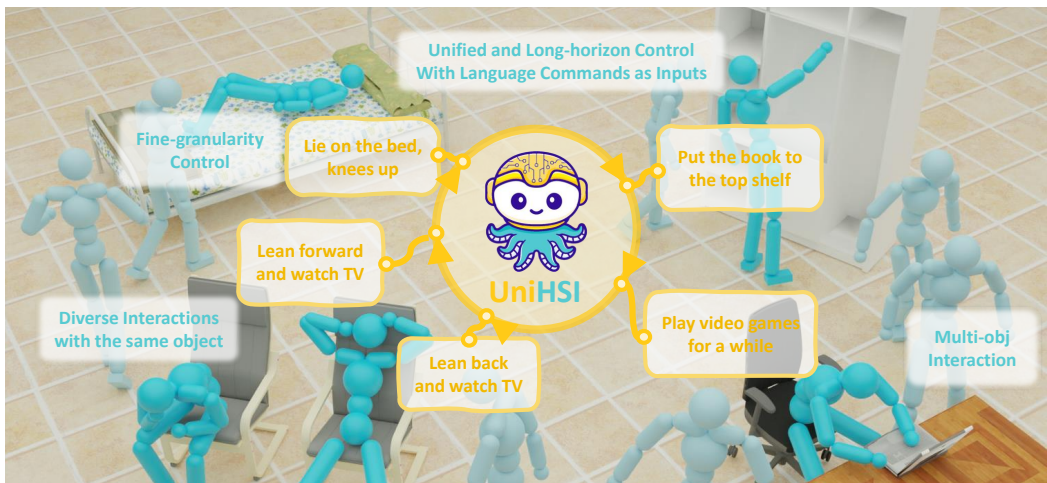 Unified and Long-horizon Control
With Language Commands as Inputs
Fine-granularity
Control
Lie on the bed,
knees up
Put the book to
the top shelf
Lean forward
and watch TV
UniHSI
Diverse Interactions
with the same object
Lean back
and watch TV
Play video games
for a while
Multi-obj
Interaction